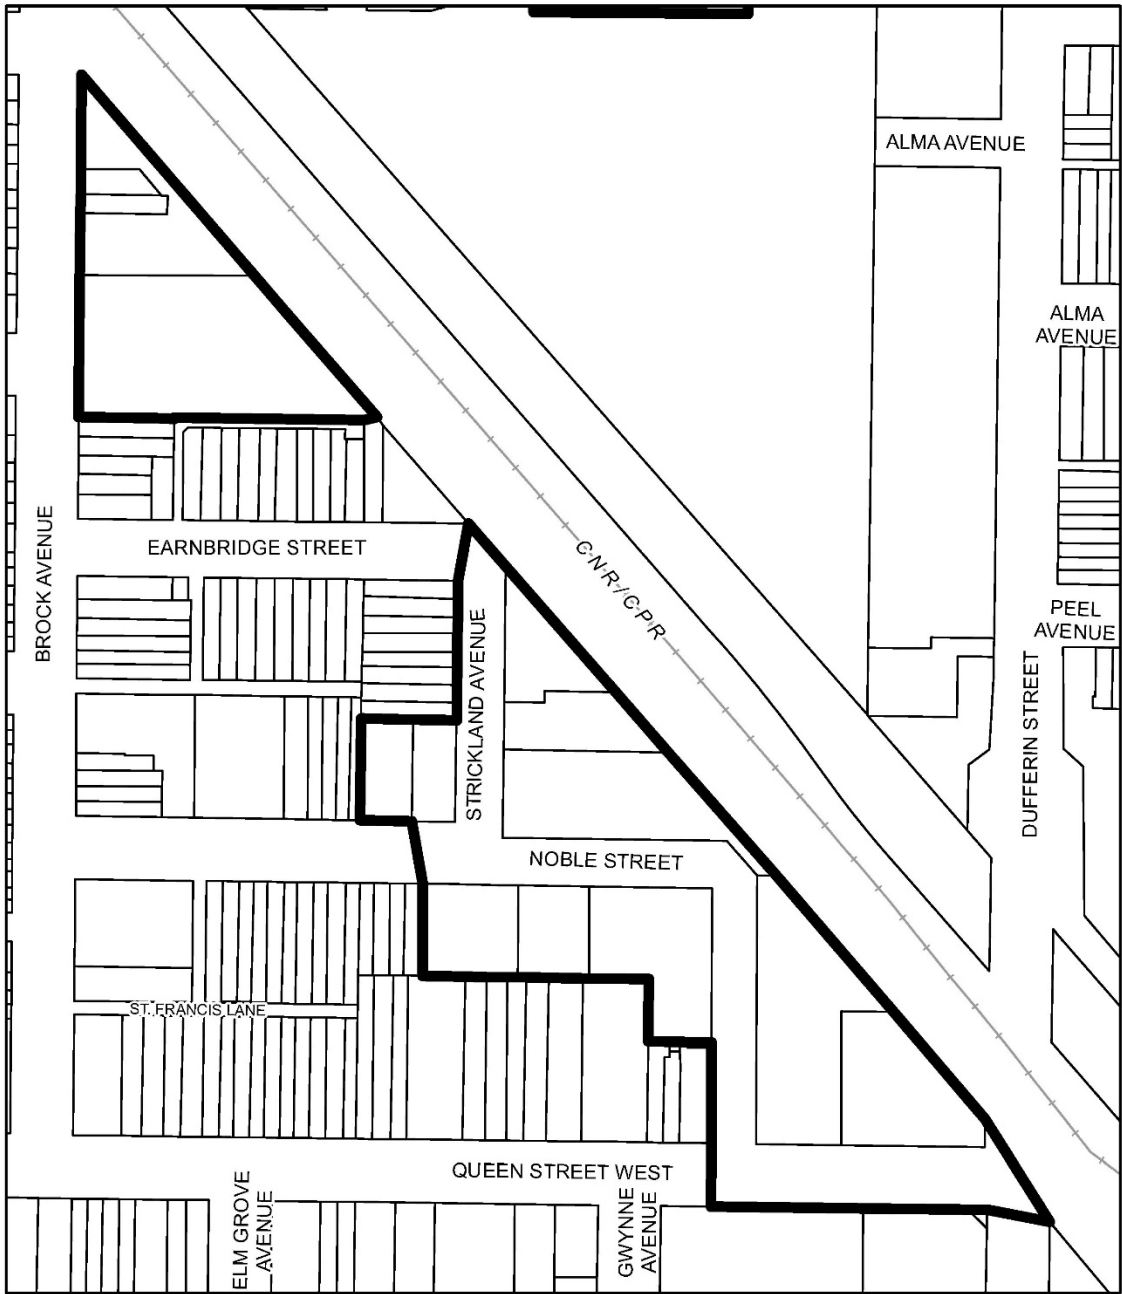 ALMA AVENUE
ALMA
AVENUE
BROCK AVENUE
EARNBRIDGE STREET
C-N-R-/-C-P-R
PEEL
AVENUE
STRICKLAND AVENUE
DUFFERIN STREET
NOBLE STREET
ST. FRANCIS LANE
QUEEN STREET WEST
ELM GROVE
AVENUE
GWYNNE
AVENUE